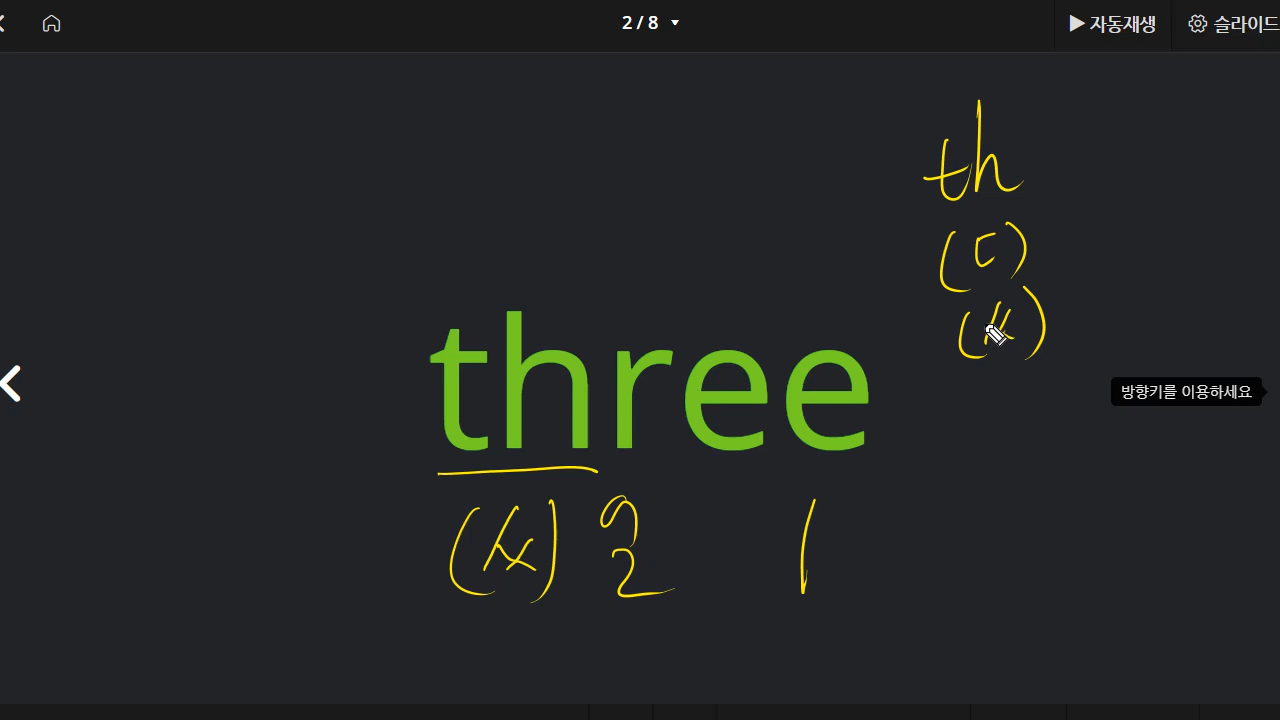 2 / 8
자동재생
슬라이드
th
(ㄷ)
(ㅆ)
three
방향키를 이용하세요
(ㅆ) 2 ㅣ